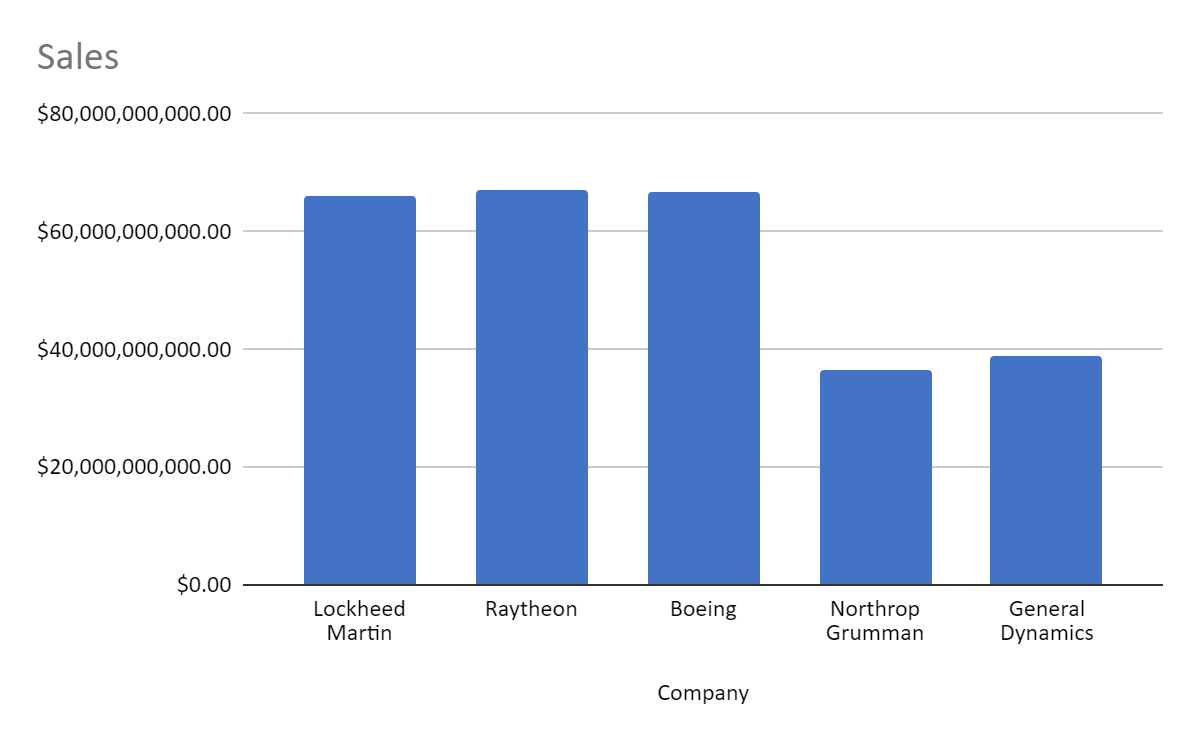 Sales
$80,000,000,000.00
$60,000,000,000.00
$40,000,000,000.00
$20,000,000,000.00
$0.00
Lockheed
Martin
Raytheon
Boeing
Northrop
Grumman
General
Dynamics
Company